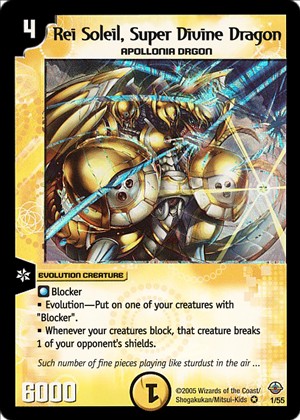 4
Rei Soleil, Super Divine Dragon
APOLLONIA DRGON
EVOLUTION CREATURE
Blocker
■ Evolution—Put on one of your creatures with
"Blocker".
■ Whenever your creatures block, that creature breaks
1 of your opponent's shields.
Such number of fine pieces playing like sturdust in the air ...
6000
1
©2005 Wizards of the Coast/
Shogakukan/Mitsui-Kids
1/55